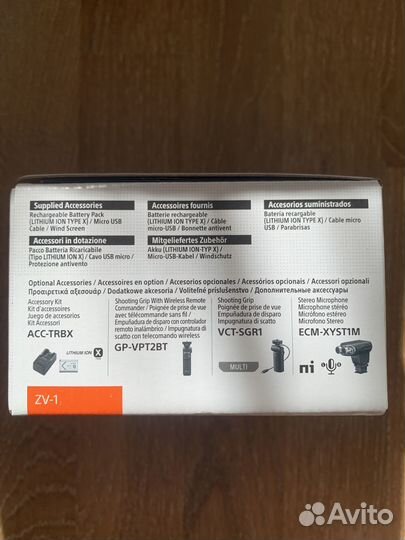 Supplied Accessories
Rechargeable Battery Pack
(LITHIUM ION TYPE X) / Micro USB
Cable / Wind Screen
Accessoires fournis
Batterie rechargeable
(LITHIUM ION TYPE X) / Câble
micro-USB / Bonnette antivent
Accesorios suministrados
Batería recargable
(LITHIUM ION TYPE X) / Cable micro
USB / Parabrisas
Accessori in dotazione
Pacco Batteria Ricaricabile
(Tipo LITHIUM ION X) / Cavo USB micro /
Protezione antivento
Mitgeliefertes Zubehör
Akku (LITHIUM-ION-TYP X) /
Micro-USB-Kabel / Windschutz
Optional Accessories / Accessoires en option / Accesorios opcionales / Acessórios opcionais / Accessori opzionali
Προαιρετικά αξεσουάρ / Dodatkowe akcesoria / Volitelné príslušenstvo / Дополнительные аксессуары
Accessory Kit
Kit d'accessoires
Juego de accesorios
Kit Accessori
ACC-TRBX
LITHIUM ION X
Shooting Grip With Wireless Remote
Commander / Poignée de prise de vue
avec télécommande sans fil /
Empuñadura de disparo con controlador
remoto inalámbrico / Impugnatura di
scatto con telecomando wireless
GP-VPT2BT
Shooting Grip
Poignée de prise de vue
Empuñadura de disparo
Impugnatura di scatto
VCT-SGR1
MULTI
Stereo Microphone
Microphone stéréo
Micrófono estéreo
Microfono Stereo
ECM-XYST1M
ZV-1
Avito